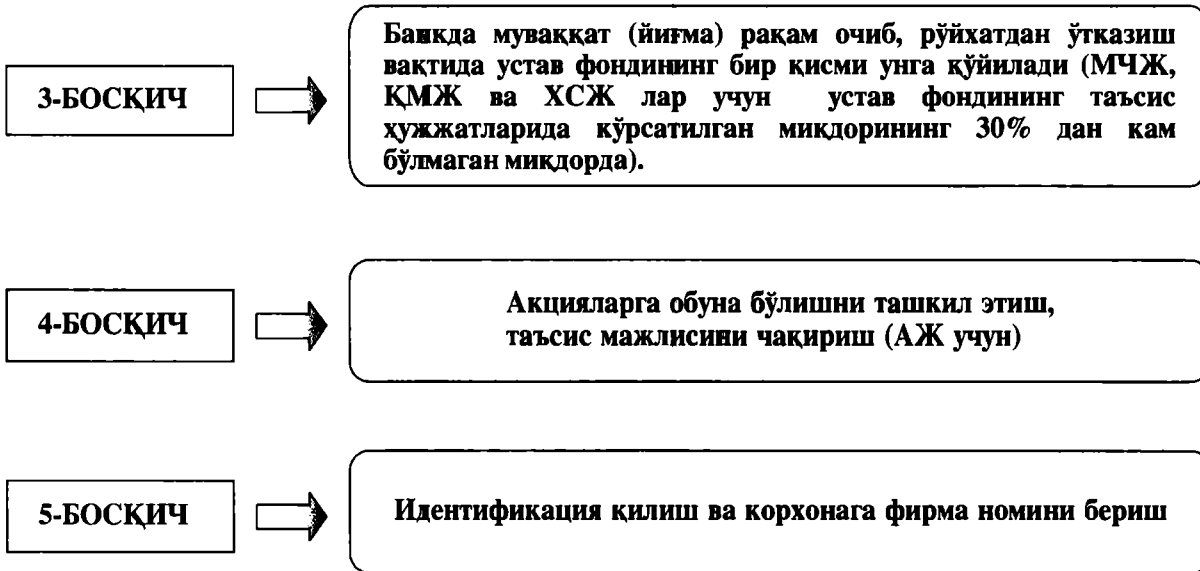 3-БОСҚИЧ
Банкда муваққат (йиғма) рақам очиб, рўйхатдан ўтказиш
вақтида устав фондининг бир қисми унга қўйилади (МЧЖ,
ҚМЖ ва ХСЖ лар учун устав фондининг таъсис
ҳужжатларида кўрсатилган миқдорининг 30% дан кам
бўлмаган миқдорда).
4-БОСҚИЧ
Акцияларга обуна бўлишни ташкил этиш,
таъсис мажлисини чақириш (АЖ учун)
5-БОСҚИЧ
Идентификация қилиш ва корхонага фирма номини бериш